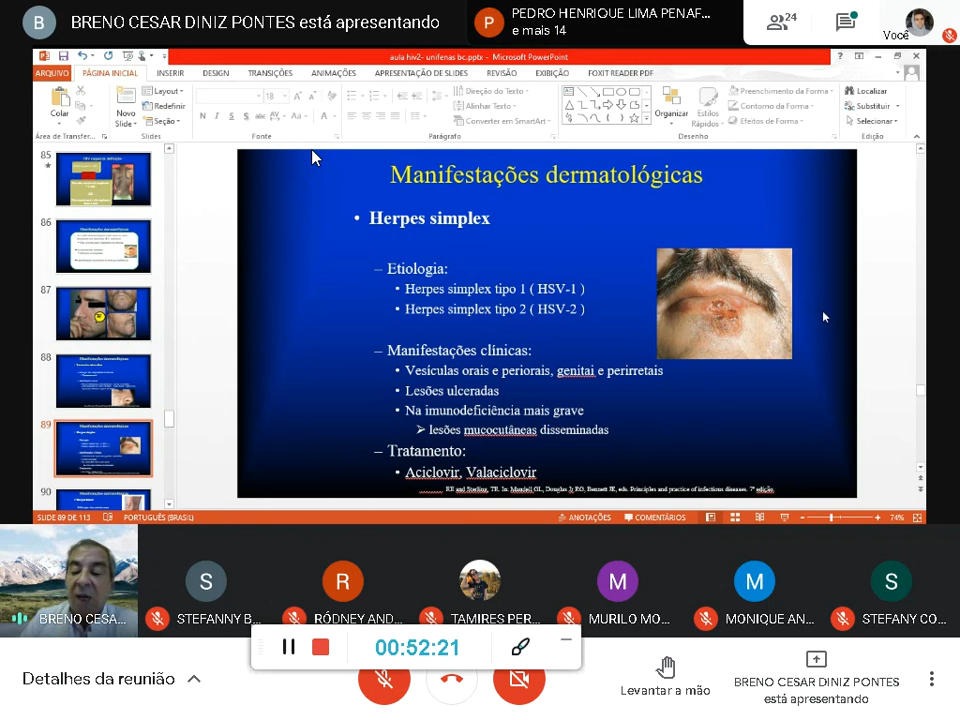 B
BRENO CESAR DINIZ PONTES está apresentando
P
PEDRO HENRIQUE LIMA PENAF...
e mais 14
24
Você
aula hiv2- unifenas bc.pptx - Microsoft PowerPoint
ARQUIVO
PÁGINA INICIAL
INSERIR
DESIGN
TRANSIÇÕES
ANIMAÇÕES
APRESENTAÇÃO DE SLIDES
REVISÃO
EXIBIÇÃO
FOXIT READER PDF
Colar
Área de Transfer...
Novo
Slide
Layout
Redefinir
Seção
Slides
18
N I S S abc AV Aa A
Fonte
Direção do Texto
Alinhar Texto
Converter em SmartArt
Parágrafo
Organizar
Estilos
Rápidos
Preenchimento da Forma
Contorno da Forma
Efeitos de Forma
Desenho
Localizar
Substituir
Selecionar
Edição
85
86
87
88
89
90
Manifestações dermatológicas
• Herpes simplex
– Etiologia:
• Herpes simplex tipo 1 ( HSV-1 )
• Herpes simplex tipo 2 ( HSV-2 )
– Manifestações clínicas:
• Vesículas orais e periorais, genitai e perirretais
• Lesões ulceradas
• Na imunodeficiência mais grave
➢ lesões mucocutâneas disseminadas
– Tratamento:
• Aciclovir, Valaciclovir
RE and Sterling, TR. In: Mandell GL, Douglas Jr RG, Bennett JE, eds. Principles and practice of infectious diseases. 7ª edição
SLIDE 89 DE 113
PORTUGUÊS (BRASIL)
ANOTAÇÕES
COMENTÁRIOS
74%
BRENO CESA...
S
STEFANNY B...
R
RÓDNEY AND...
TAMIRES PER...
M
MURILO MO...
M
MONIQUE AN...
S
STEFANY CO...
00:52:21
Detalhes da reunião
Levantar a mão
BRENO CESAR DINIZ PONTES
está apresentando